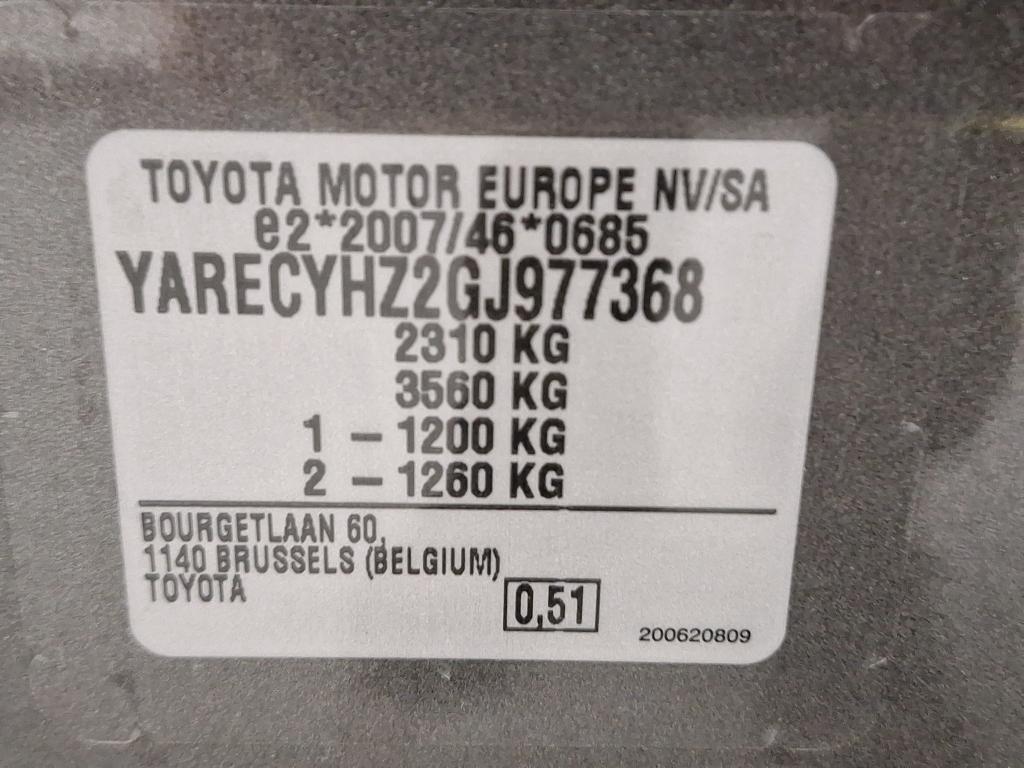 TOYOTA MOTOR EUROPE NV/SA
e2*2007/46*0685
YARECYHZ2GJ977368
2310 KG
3560 KG
1 – 1200 KG
2 – 1260 KG
BOURGETLAAN 60,
1140 BRUSSELS (BELGIUM)
TOYOTA
0,51
200620809